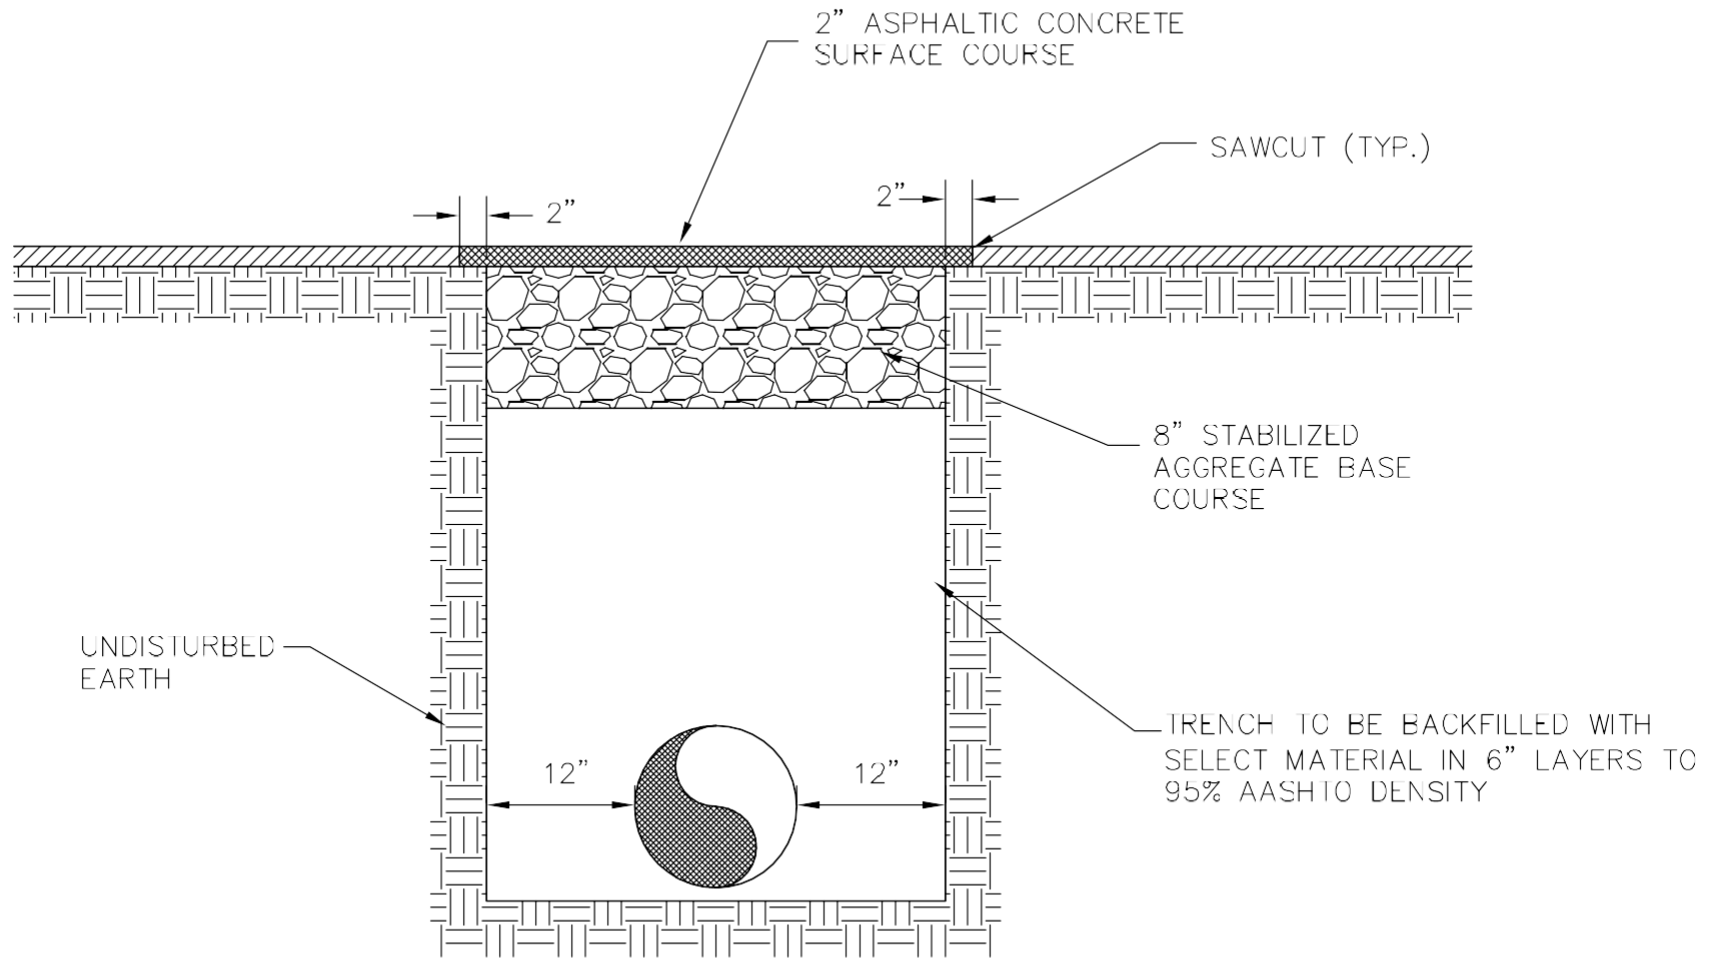 2” ASPHALTIC CONCRETE
SURFACE COURSE
SAWCUT (TYP.)
2”
2”
8” STABILIZED
AGGREGATE BASE
COURSE
UNDISTURBED
EARTH
12”
12”
TRENCH TO BE BACKFILLED WITH
SELECT MATERIAL IN 6” LAYERS TO
95% AASHTO DENSITY